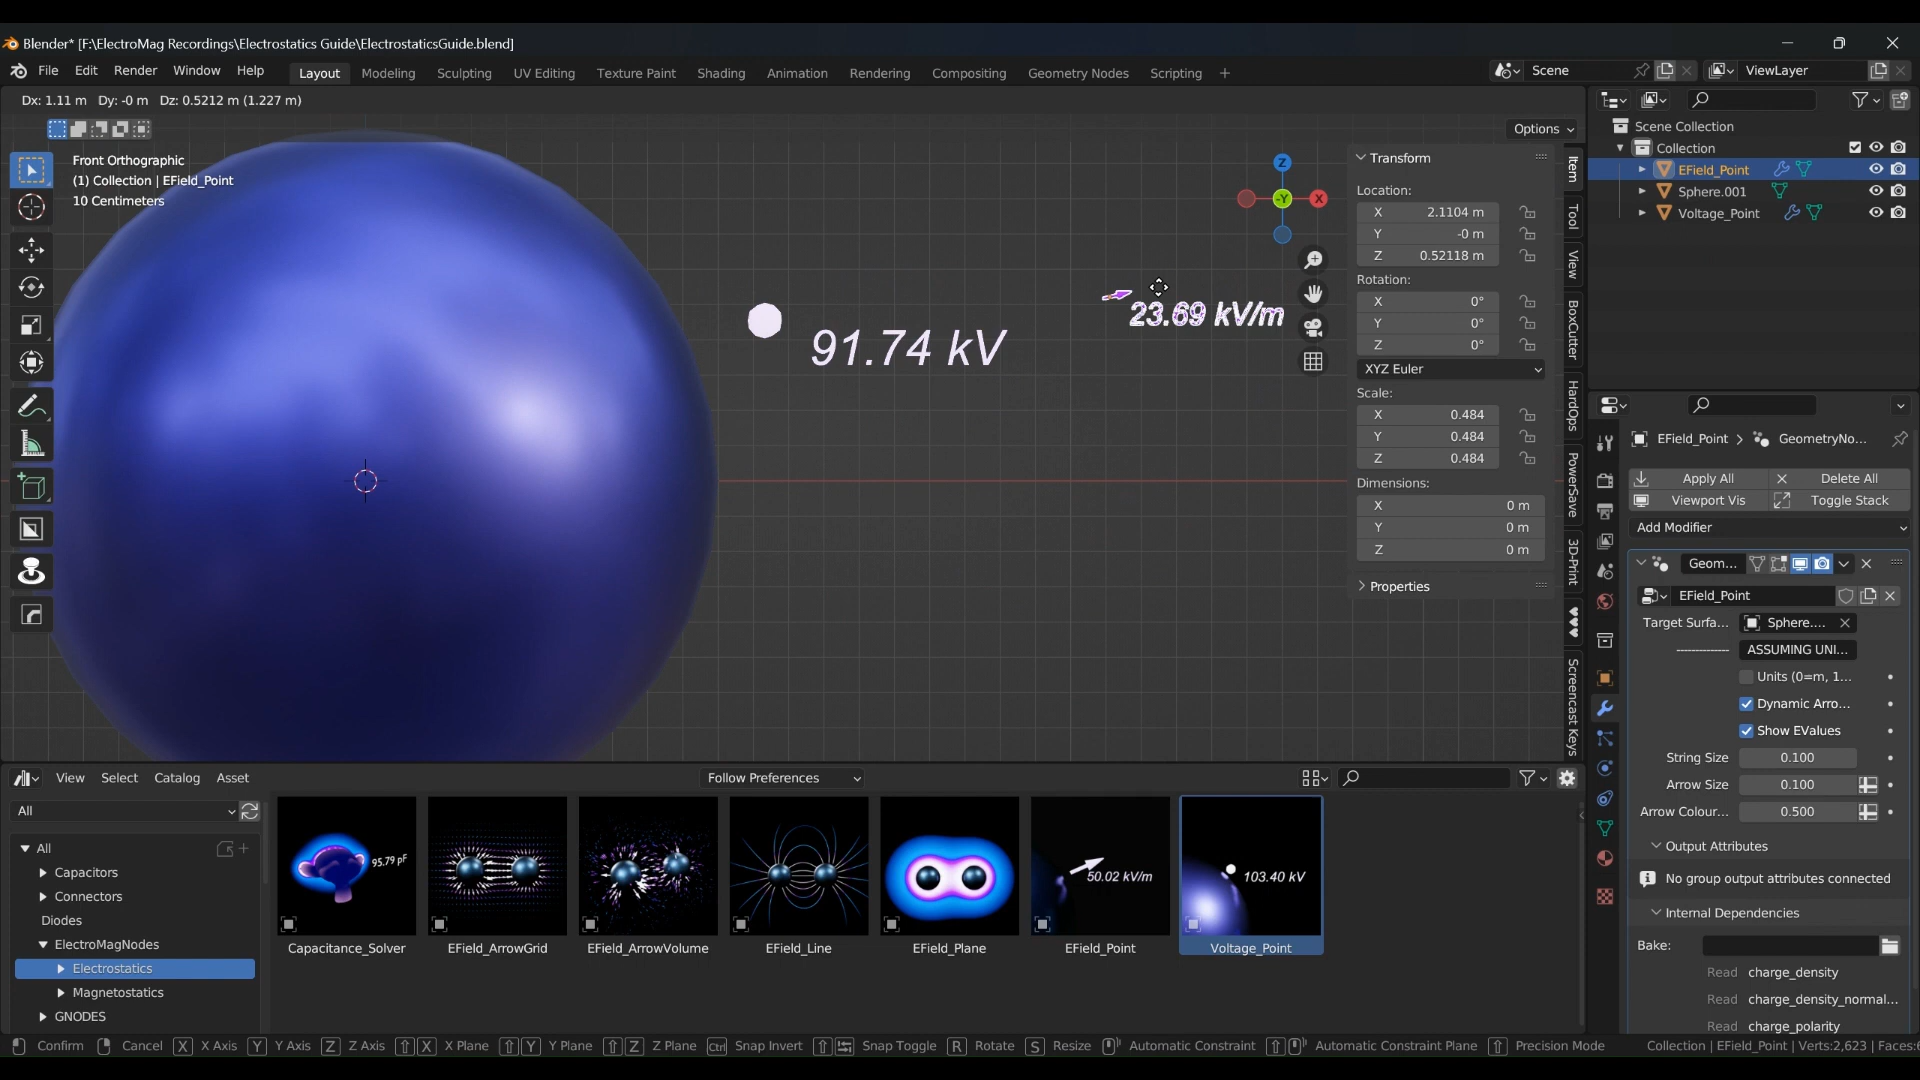 Blender* [F:\ElectroMag Recordings\Electrostatics Guide\ElectrostaticsGuide.blend]
File Edit Render Window Help
Layout Modeling Sculpting UV Editing Texture Paint Shading Animation Rendering Compositing Geometry Nodes Scripting +
Scene
ViewLayer
Dx: 1.11 m Dy: -0 m Dz: 0.5212 m (1.227 m)
Options
Front Orthographic
(1) Collection | EField_Point
10 Centimeters
Z
-Y
X
91.74 kV
23.69 kV/m
Transform
Location:
X 2.1104 m
Y -0 m
Z 0.52118 m
Rotation:
X 0°
Y 0°
Z 0°
XYZ Euler
Scale:
X 0.484
Y 0.484
Z 0.484
Dimensions:
X 0 m
Y 0 m
Z 0 m
Properties
Item
Tool
View
BoxCutter
HardOps
PowerSave
3D-Print
Screencast Keys
Scene Collection
Collection
EField_Point
Sphere.001
Voltage_Point
EField_Point > GeometryNo...
Apply All
Delete All
Viewport Vis
Toggle Stack
Add Modifier
Geom...
EField_Point
Target Surfa... Sphere....
-------------- ASSUMING UNI...
Units (0=m, 1...
Dynamic Arro...
Show EValues
String Size 0.100
Arrow Size 0.100
Arrow Colour... 0.500
Output Attributes
No group output attributes connected
Internal Dependencies
Bake:
Read charge_density
Read charge_density_normal...
Read charge_polarity
View Select Catalog Asset
Follow Preferences
All
All
Capacitors
Connectors
Diodes
ElectroMagNodes
Electrostatics
Magnetostatics
GNODES
95.79 pF
50.02 kV/m
103.40 kV
Capacitance_Solver
EField_ArrowGrid
EField_ArrowVolume
EField_Line
EField_Plane
EField_Point
Voltage_Point
Confirm Cancel X X Axis Y Y Axis Z Z Axis X X Plane Y Y Plane Z Z Plane Ctrl Snap Invert Snap Toggle R Rotate S Resize Automatic Constraint Automatic Constraint Plane Precision Mode
Collection | EField_Point | Verts:2,623 | Faces: